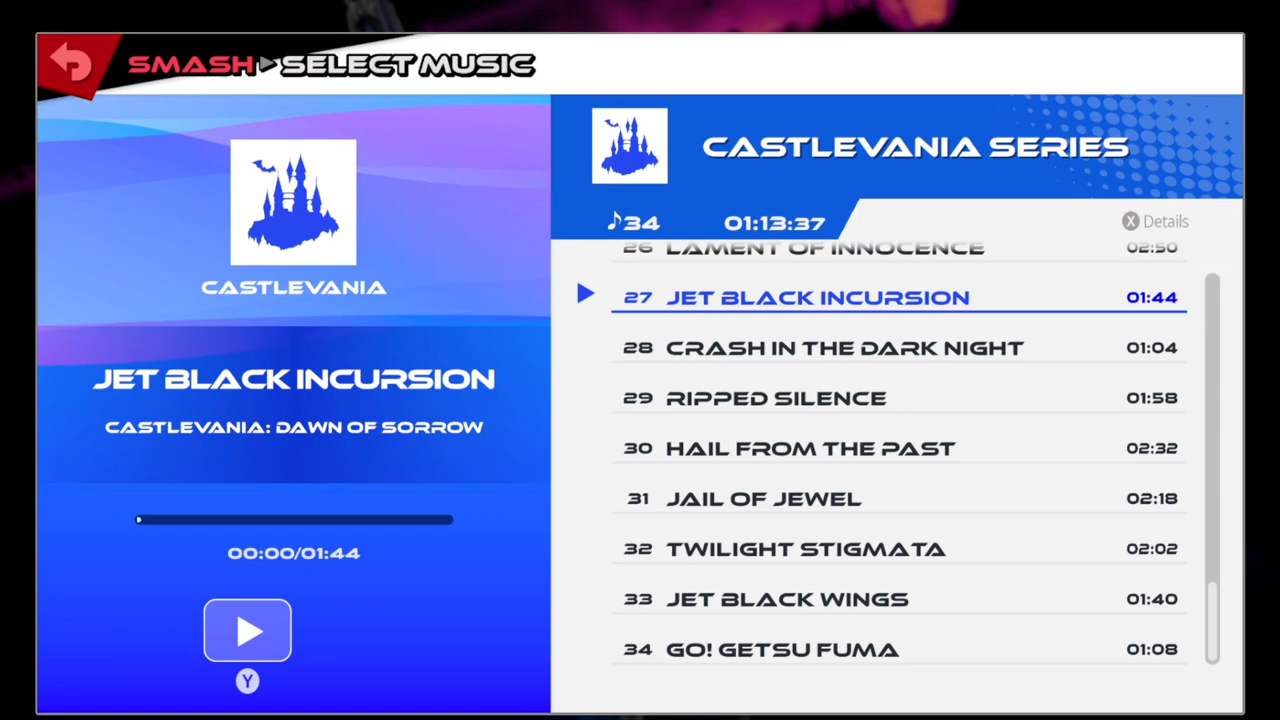 SMASH▶SELECT MUSIC
CASTLEVANIA
JET BLACK INCURSION
CASTLEVANIA: DAWN OF SORROW
00:00/01:44
Y
CASTLEVANIA SERIES
♪34 01:13:37
X Details
26 LAMENT OF INNOCENCE 02:50
27 JET BLACK INCURSION 01:44
28 CRASH IN THE DARK NIGHT 01:04
29 RIPPED SILENCE 01:58
30 HAIL FROM THE PAST 02:32
31 JAIL OF JEWEL 02:18
32 TWILIGHT STIGMATA 02:02
33 JET BLACK WINGS 01:40
34 GO! GETSU FUMA 01:08